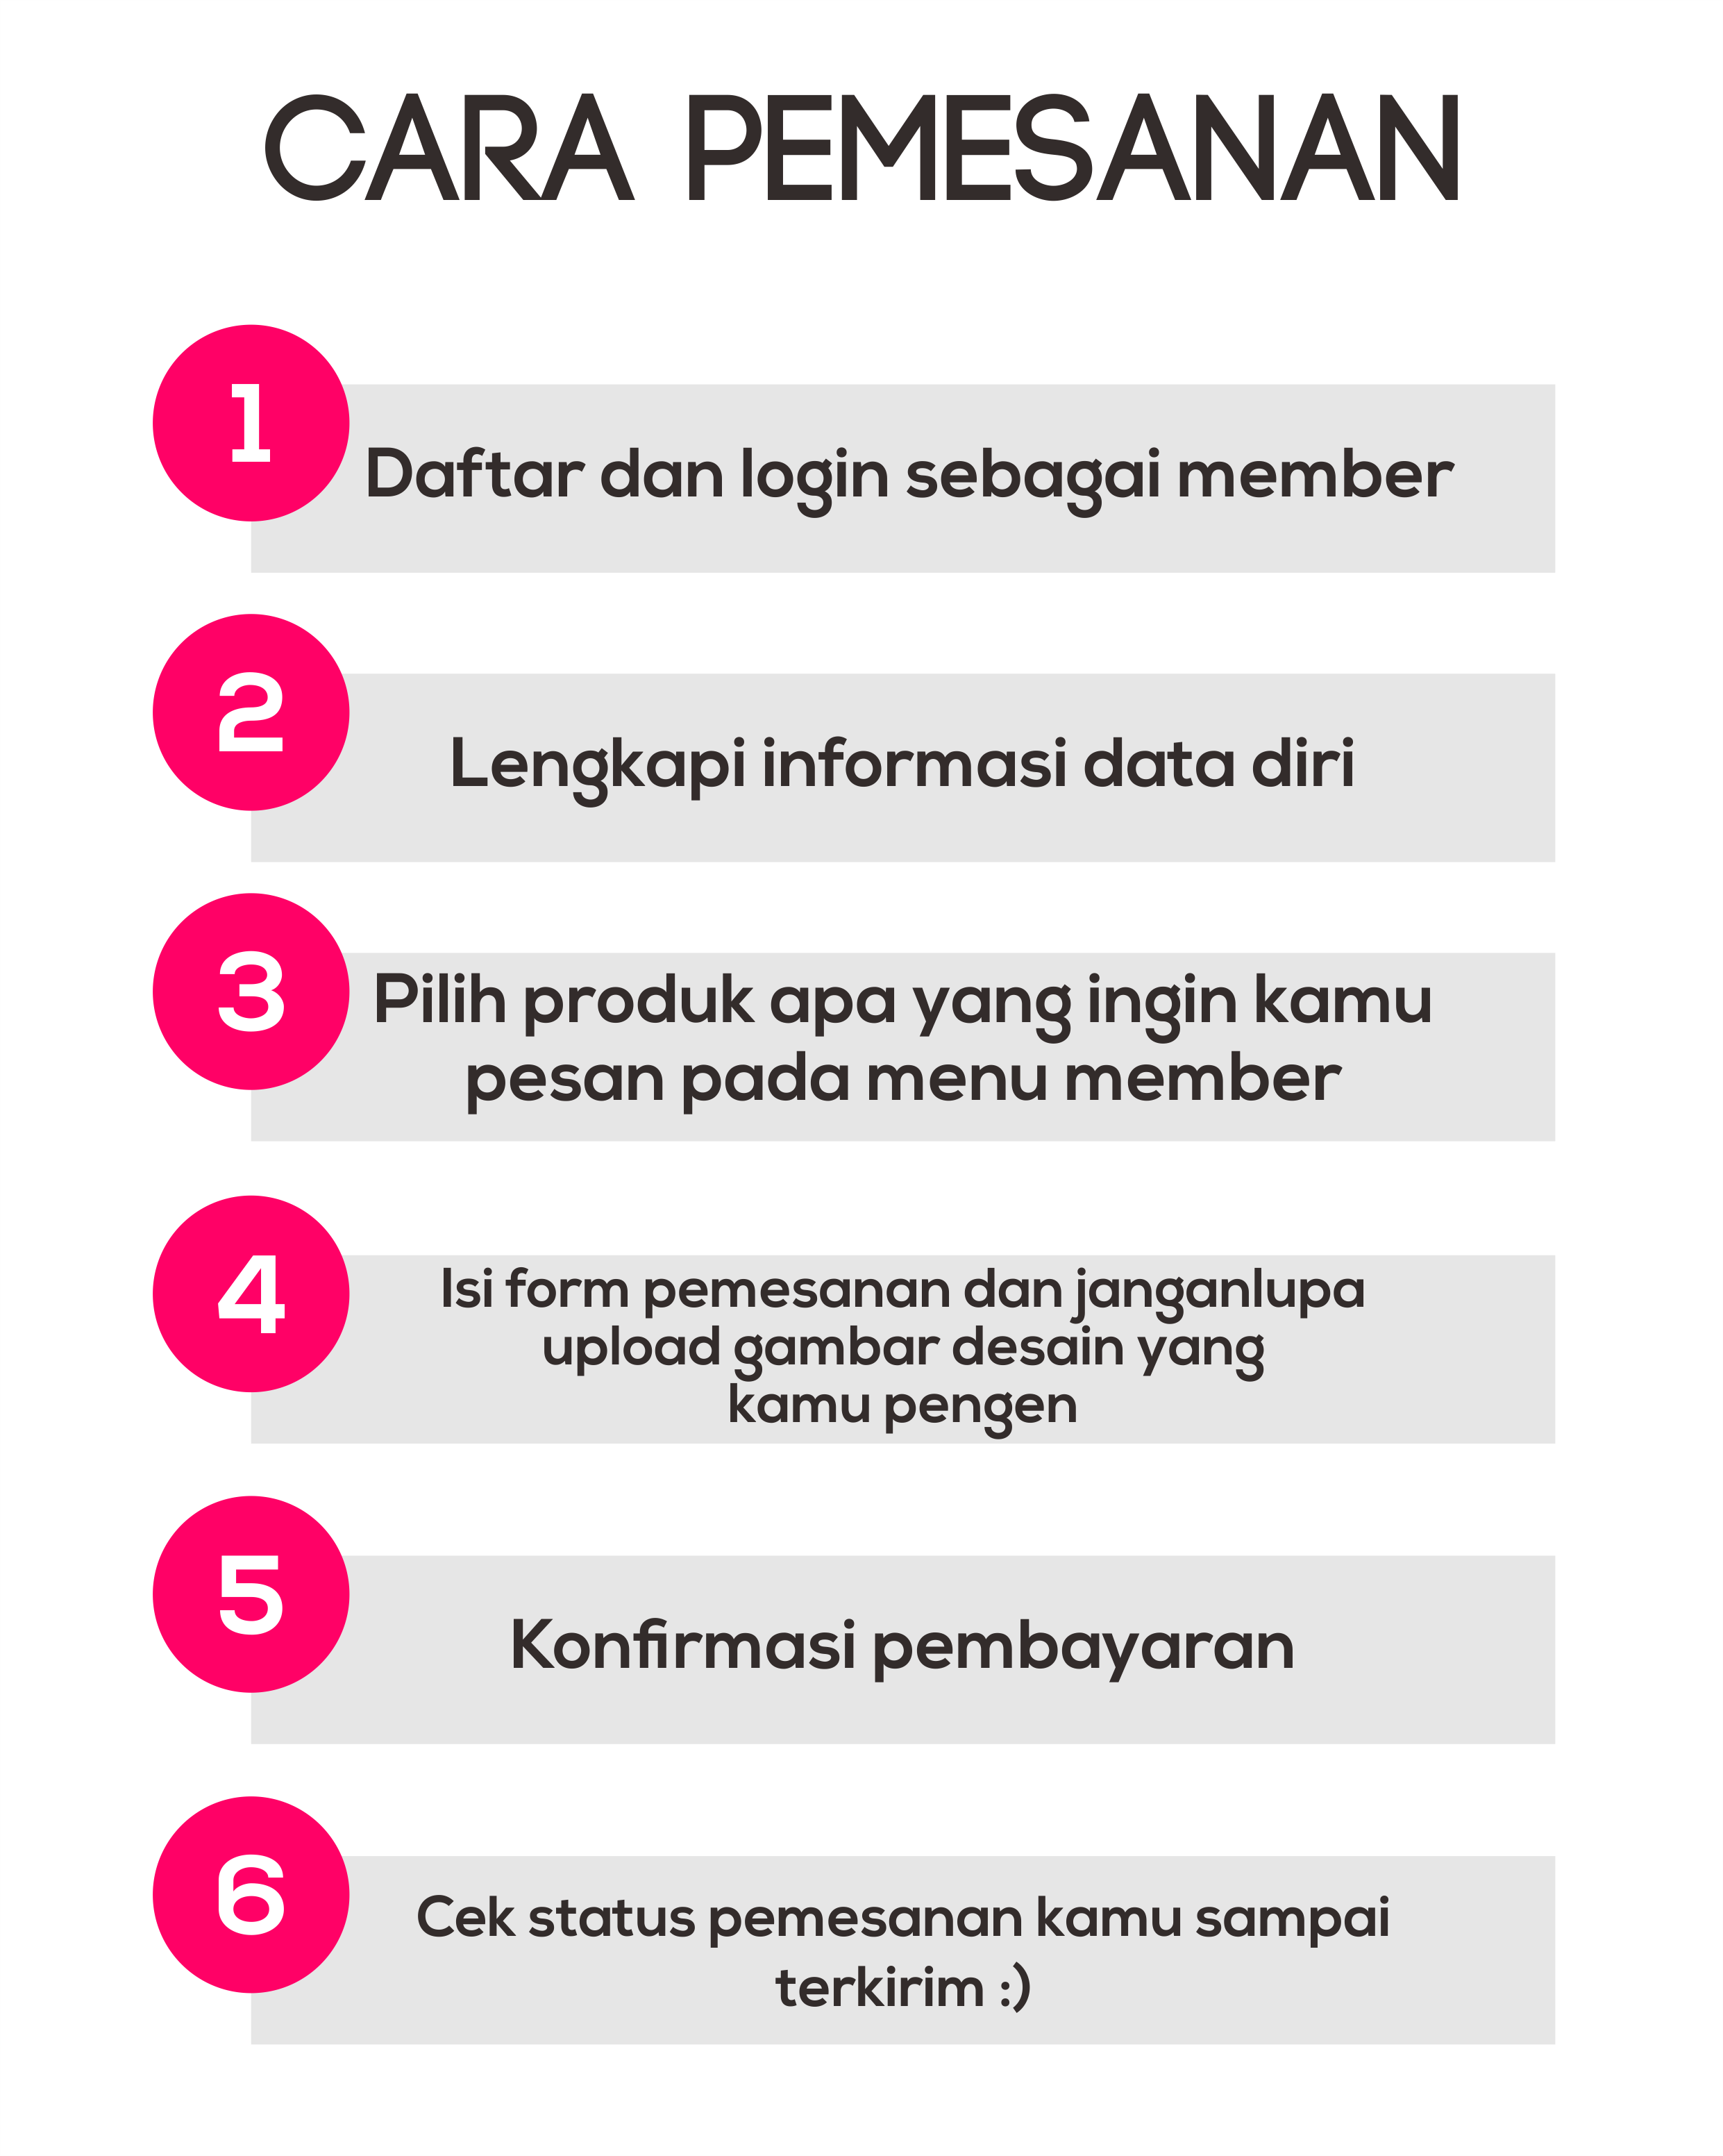 CARA PEMESANAN
1
Daftar dan login sebagai member
2
Lengkapi informasi data diri
3
Pilih produk apa yang ingin kamu
pesan pada menu member
4
Isi form pemesanan dan janganlupa
upload gambar desain yang
kamu pengen
5
Konfirmasi pembayaran
6
Cek status pemesanan kamu sampai
terkirim :)